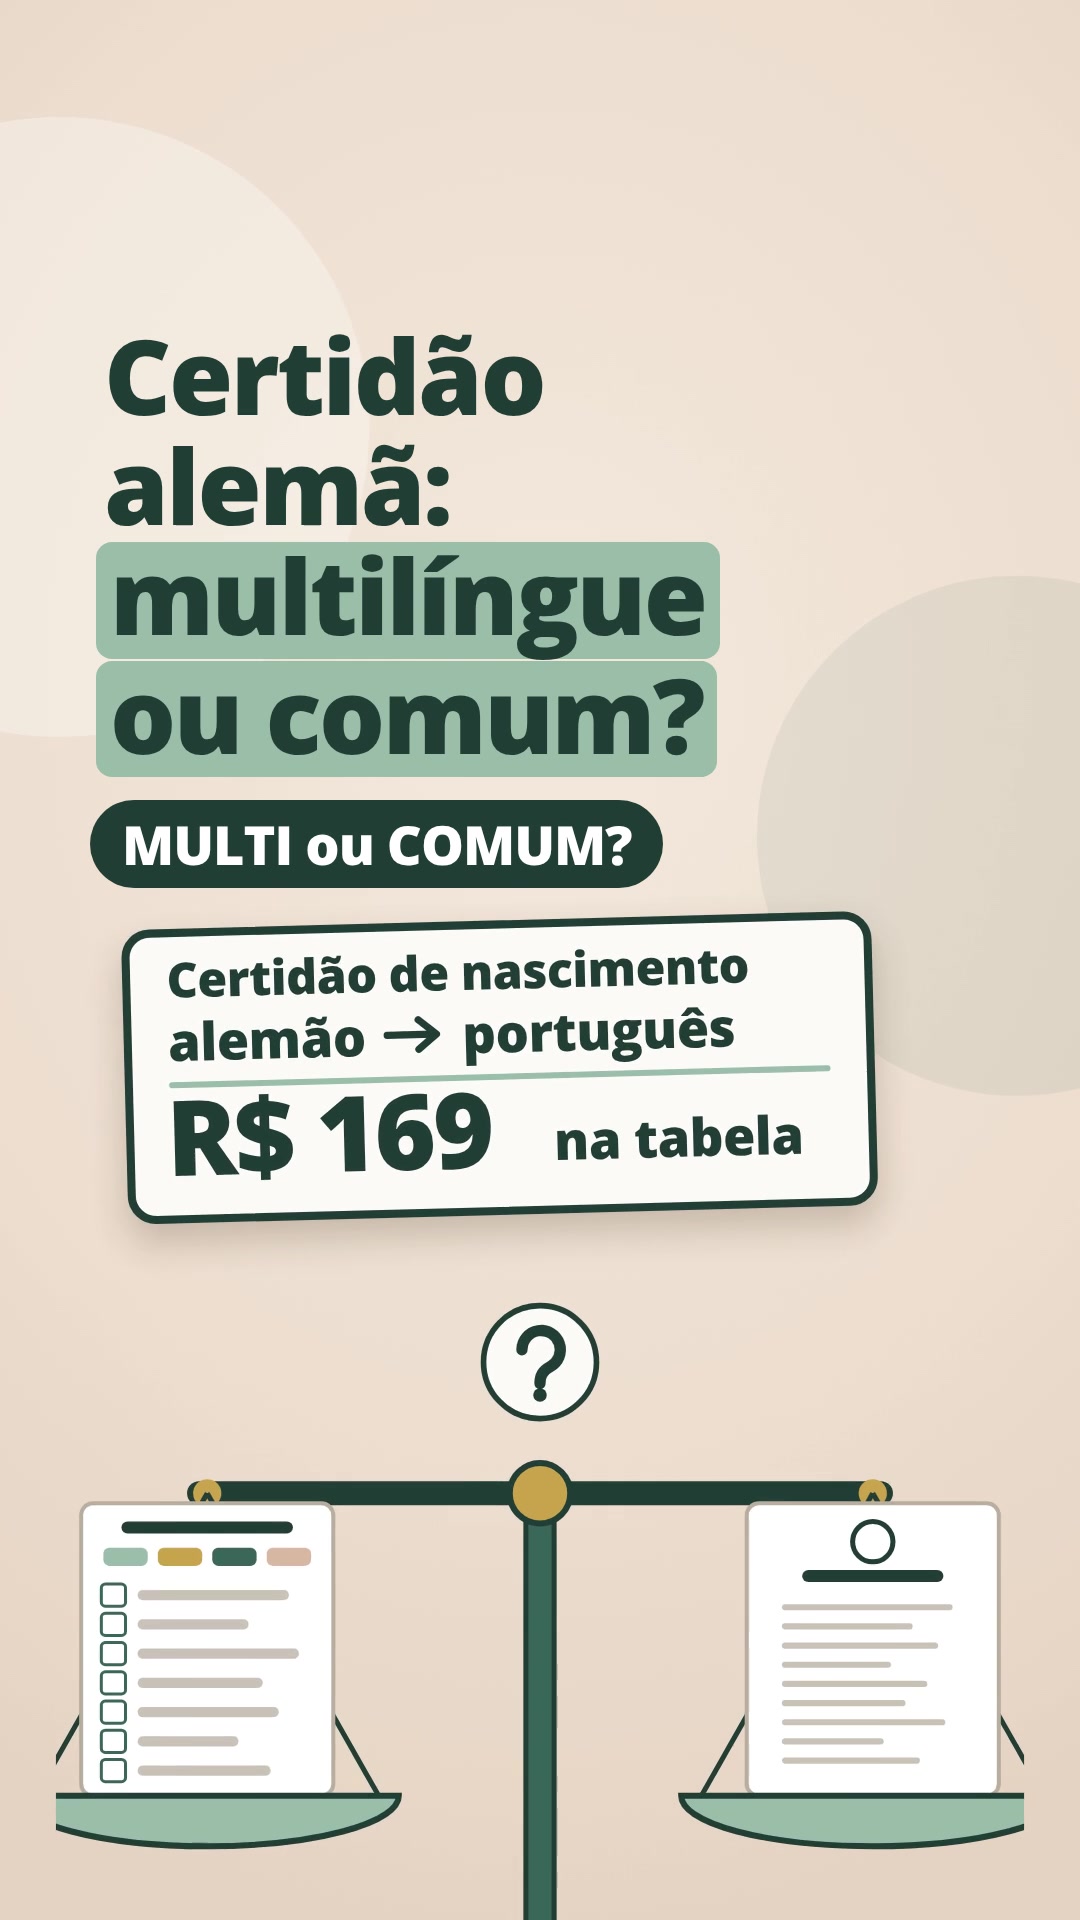 Certidão
alemã:
multilíngue
ou comum?
MULTI ou COMUM?
Certidão de nascimento
alemão → português
R$ 169 na tabela
?